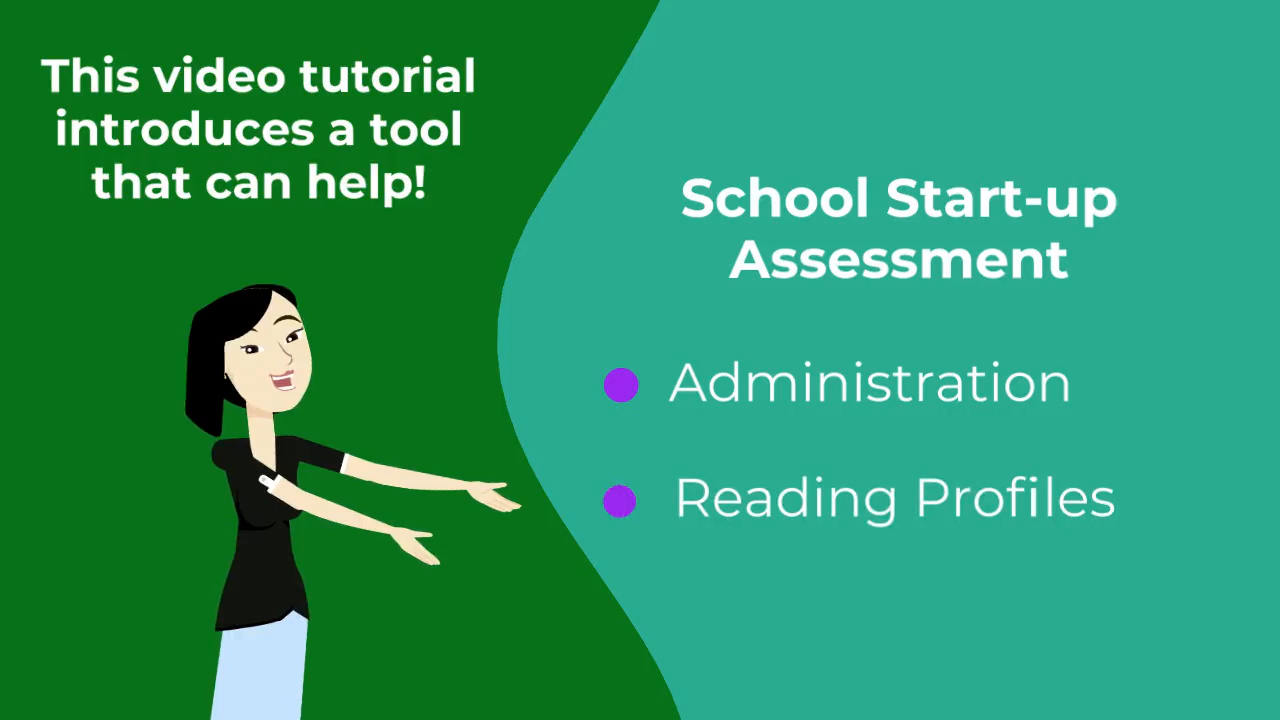 This video tutorial
introduces a tool
that can help!
School Start-up
Assessment
Administration
Reading Profiles